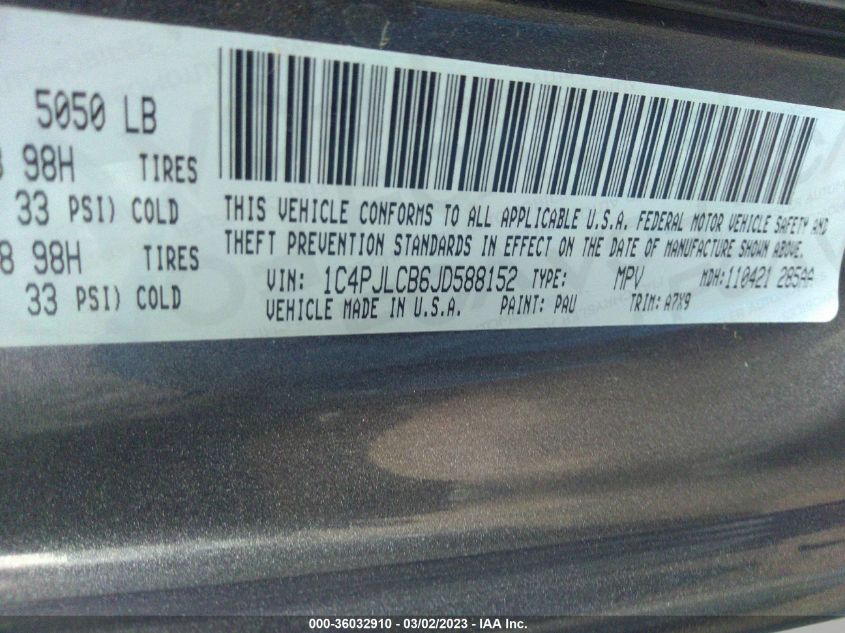 5050 LB
98H TIRES
33 PSI) COLD
8 98H TIRES
33 PSI) COLD
THIS VEHICLE CONFORMS TO ALL APPLICABLE U.S.A. FEDERAL MOTOR VEHICLE SAFETY AND
THEFT PREVENTION STANDARDS IN EFFECT ON THE DATE OF MANUFACTURE SHOWN ABOVE.
VIN: 1C4PJLCB6JD588152 TYPE: MPV MDH:110421 285AA
VEHICLE MADE IN U.S.A. PAINT: PAU TRIM: A7X9
000-36032910 - 03/02/2023 - IAA Inc.